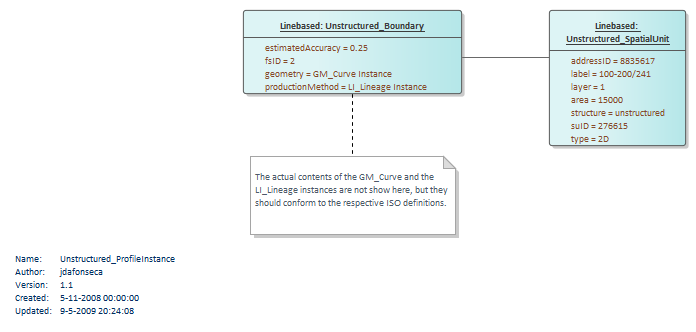 Linebased: Unstructured_Boundary
estimatedAccuracy = 0.25
fsID = 2
geometry = GM_Curve Instance
productionMethod = LI_Lineage Instance
Linebased:
Unstructured_SpatialUnit
addressID = 8835617
label = 100-200/241
layer = 1
area = 15000
structure = unstructured
suID = 276615
type = 2D
The actual contents of the GM_Curve and the
LI_Lineage instances are not show here, but they
should conform to the respective ISO definitions.
Name: Unstructured_ProfileInstance
Author: jdafonseca
Version: 1.1
Created: 5-11-2008 00:00:00
Updated: 9-5-2009 20:24:08